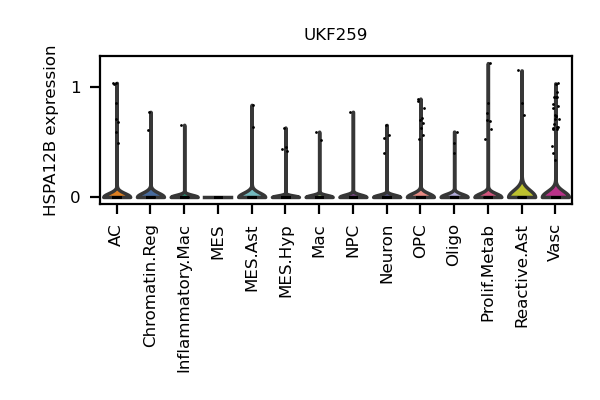 UKF259
HSPA12B expression
1
0
AC
Chromatin.Reg
Inflammatory.Mac
MES
MES.Ast
MES.Hyp
Mac
NPC
Neuron
OPC
Oligo
Prolif.Metab
Reactive.Ast
Vasc